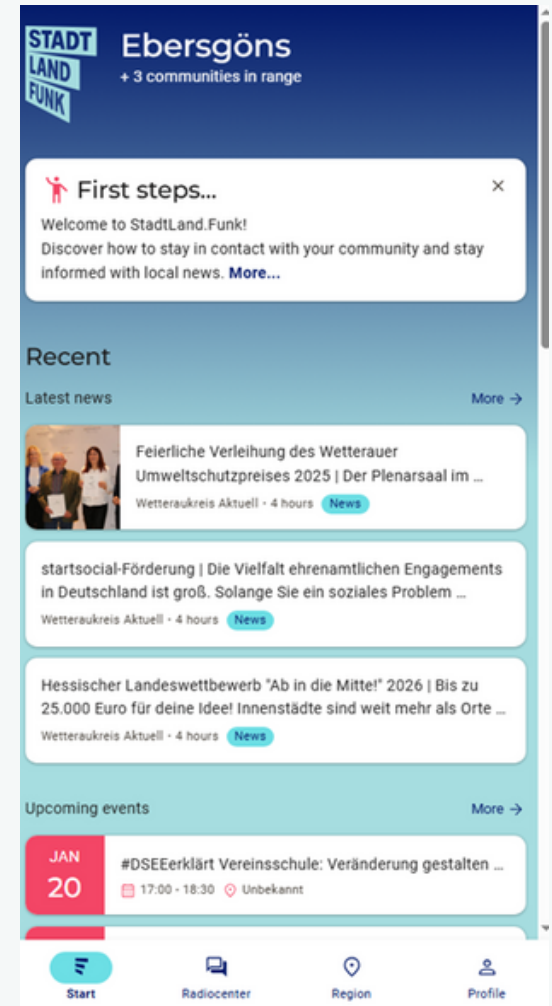 STADT
LAND
FUNK
Ebersgöns
+ 3 communities in range
First steps...
Welcome to StadtLand.Funk!
Discover how to stay in contact with your community and stay
informed with local news. More...
Recent
Latest news
More →
Feierliche Verleihung des Wetterauer
Umweltschutzpreises 2025 | Der Plenarsaal im ...
Wetteraukreis Aktuell • 4 hours News
startsocial-Förderung | Die Vielfalt ehrenamtlichen Engagements
in Deutschland ist groß. Solange Sie ein soziales Problem ...
Wetteraukreis Aktuell • 4 hours News
Hessischer Landeswettbewerb "Ab in die Mitte!" 2026 | Bis zu
25.000 Euro für deine Idee! Innenstädte sind weit mehr als Orte ...
Wetteraukreis Aktuell • 4 hours News
Upcoming events
More →
JAN
20
#DSEEerklärt Vereinsschule: Veränderung gestalten ...
17:00 - 18:30 Unbekannt
Start
Radiocenter
Region
Profile